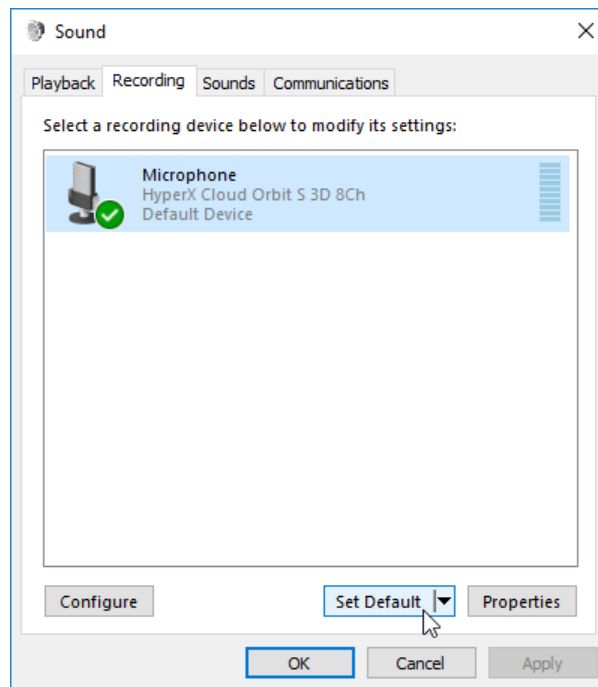 Sound
Playback Recording Sounds Communications
Select a recording device below to modify its settings:
Microphone
HyperX Cloud Orbit S 3D 8Ch
Default Device
Configure Set Default Properties
OK Cancel Apply